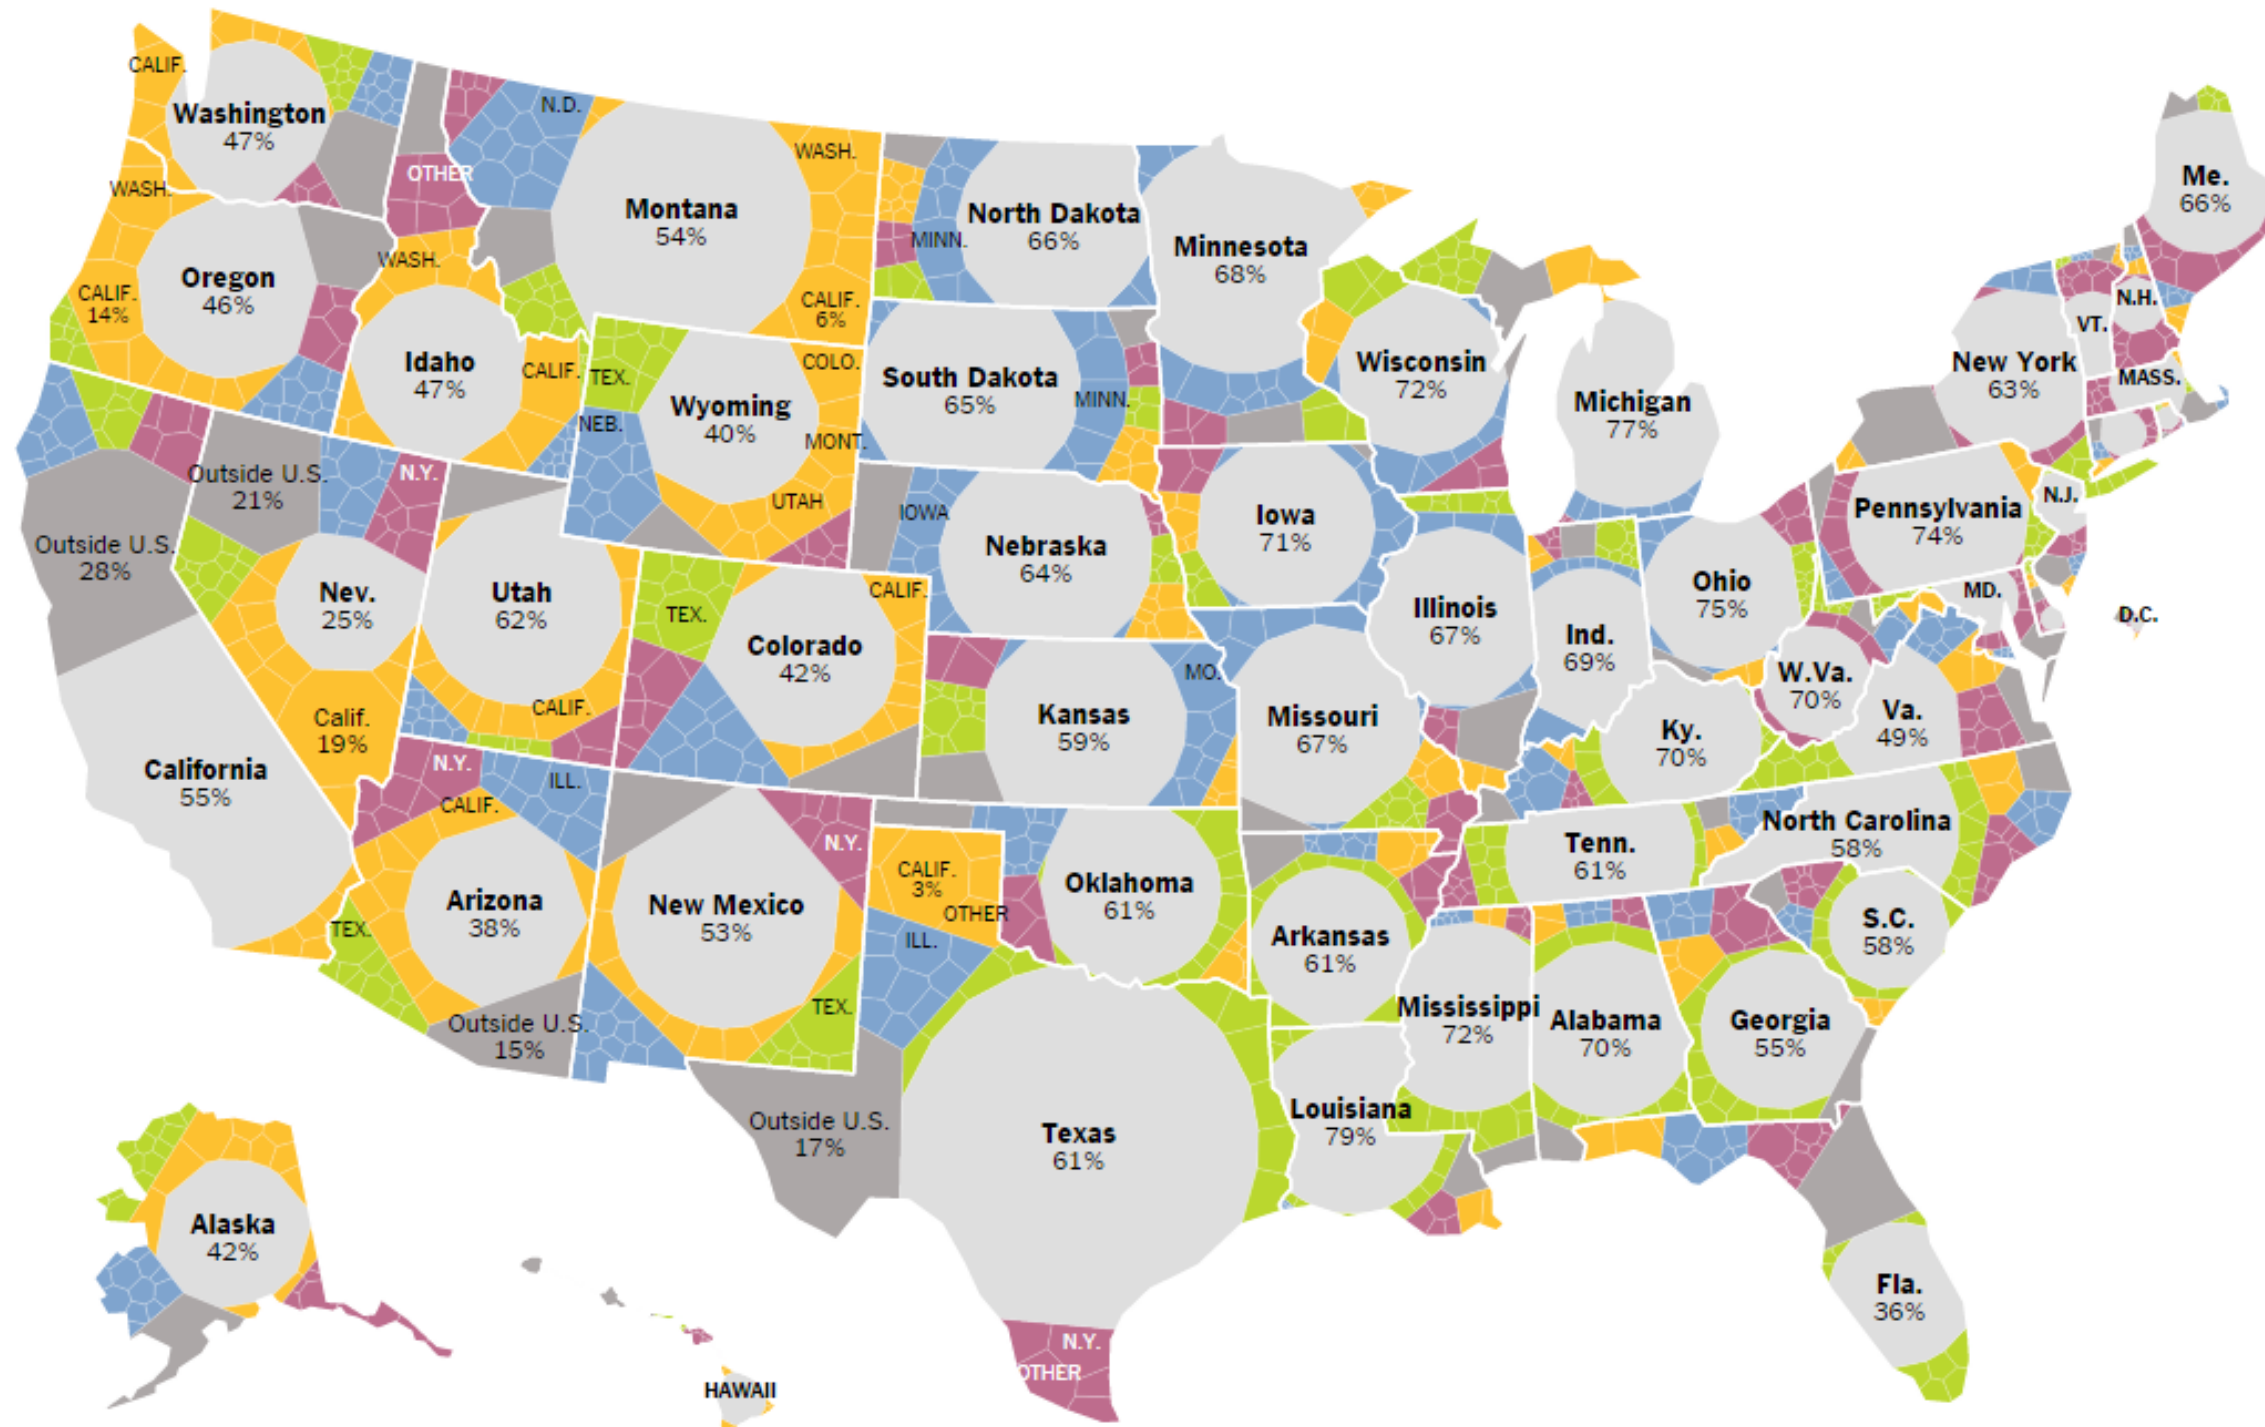 CALIF.
Washington
47%
WASH.
CALIF.
14%
Oregon
46%
OTHER
WASH.
Idaho
47%
CALIF.
N.D.
Montana
54%
WASH.
CALIF.
6%
TEX.
NEB.
Wyoming
40%
COLO.
MONT.
UTAH
MINN.
North Dakota
66%
South Dakota
65%
MINN.
Minnesota
68%
Wisconsin
72%
Michigan
77%
Me.
66%
N.H.
VT.
New York
63%
MASS.
Outside U.S.
28%
California
55%
Outside U.S.
21%
N.Y.
Nev.
25%
Calif.
19%
Utah
62%
CALIF.
TEX.
Colorado
42%
CALIF.
IOWA
Nebraska
64%
Kansas
59%
MO.
Iowa
71%
Missouri
67%
Illinois
67%
Ind.
69%
Ohio
75%
Pennsylvania
74%
N.J.
MD.
D.C.
W.Va.
70%
Va.
49%
Ky.
70%
N.Y.
CALIF.
ILL.
Arizona
38%
TEX.
Outside U.S.
15%
N.Y.
New Mexico
53%
TEX.
CALIF.
3%
OTHER
ILL.
Oklahoma
61%
Arkansas
61%
Tenn.
61%
North Carolina
58%
S.C.
58%
Mississippi
72%
Alabama
70%
Georgia
55%
Louisiana
79%
Outside U.S.
17%
Texas
61%
N.Y.
OTHER
Fla.
36%
Alaska
42%
HAWAII